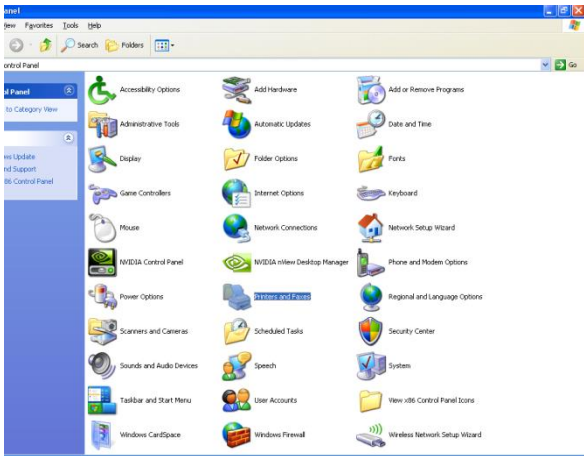 anel
View Favorites Tools Help
Search Folders
ontrol Panel Go
ol Panel
to Category View
ws Update
nd Support
86 Control Panel
Accessibility Options Add Hardware Add or Remove Programs
Administrative Tools Automatic Updates Date and Time
Display Folder Options Fonts
Game Controllers Internet Options Keyboard
Mouse Network Connections Network Setup Wizard
NVIDIA Control Panel NVIDIA nView Desktop Manager Phone and Modem Options
Power Options Printers and Faxes Regional and Language Options
Scanners and Cameras Scheduled Tasks Security Center
Sounds and Audio Devices Speech System
Taskbar and Start Menu User Accounts View x86 Control Panel Icons
Windows CardSpace Windows Firewall Wireless Network Setup Wizard